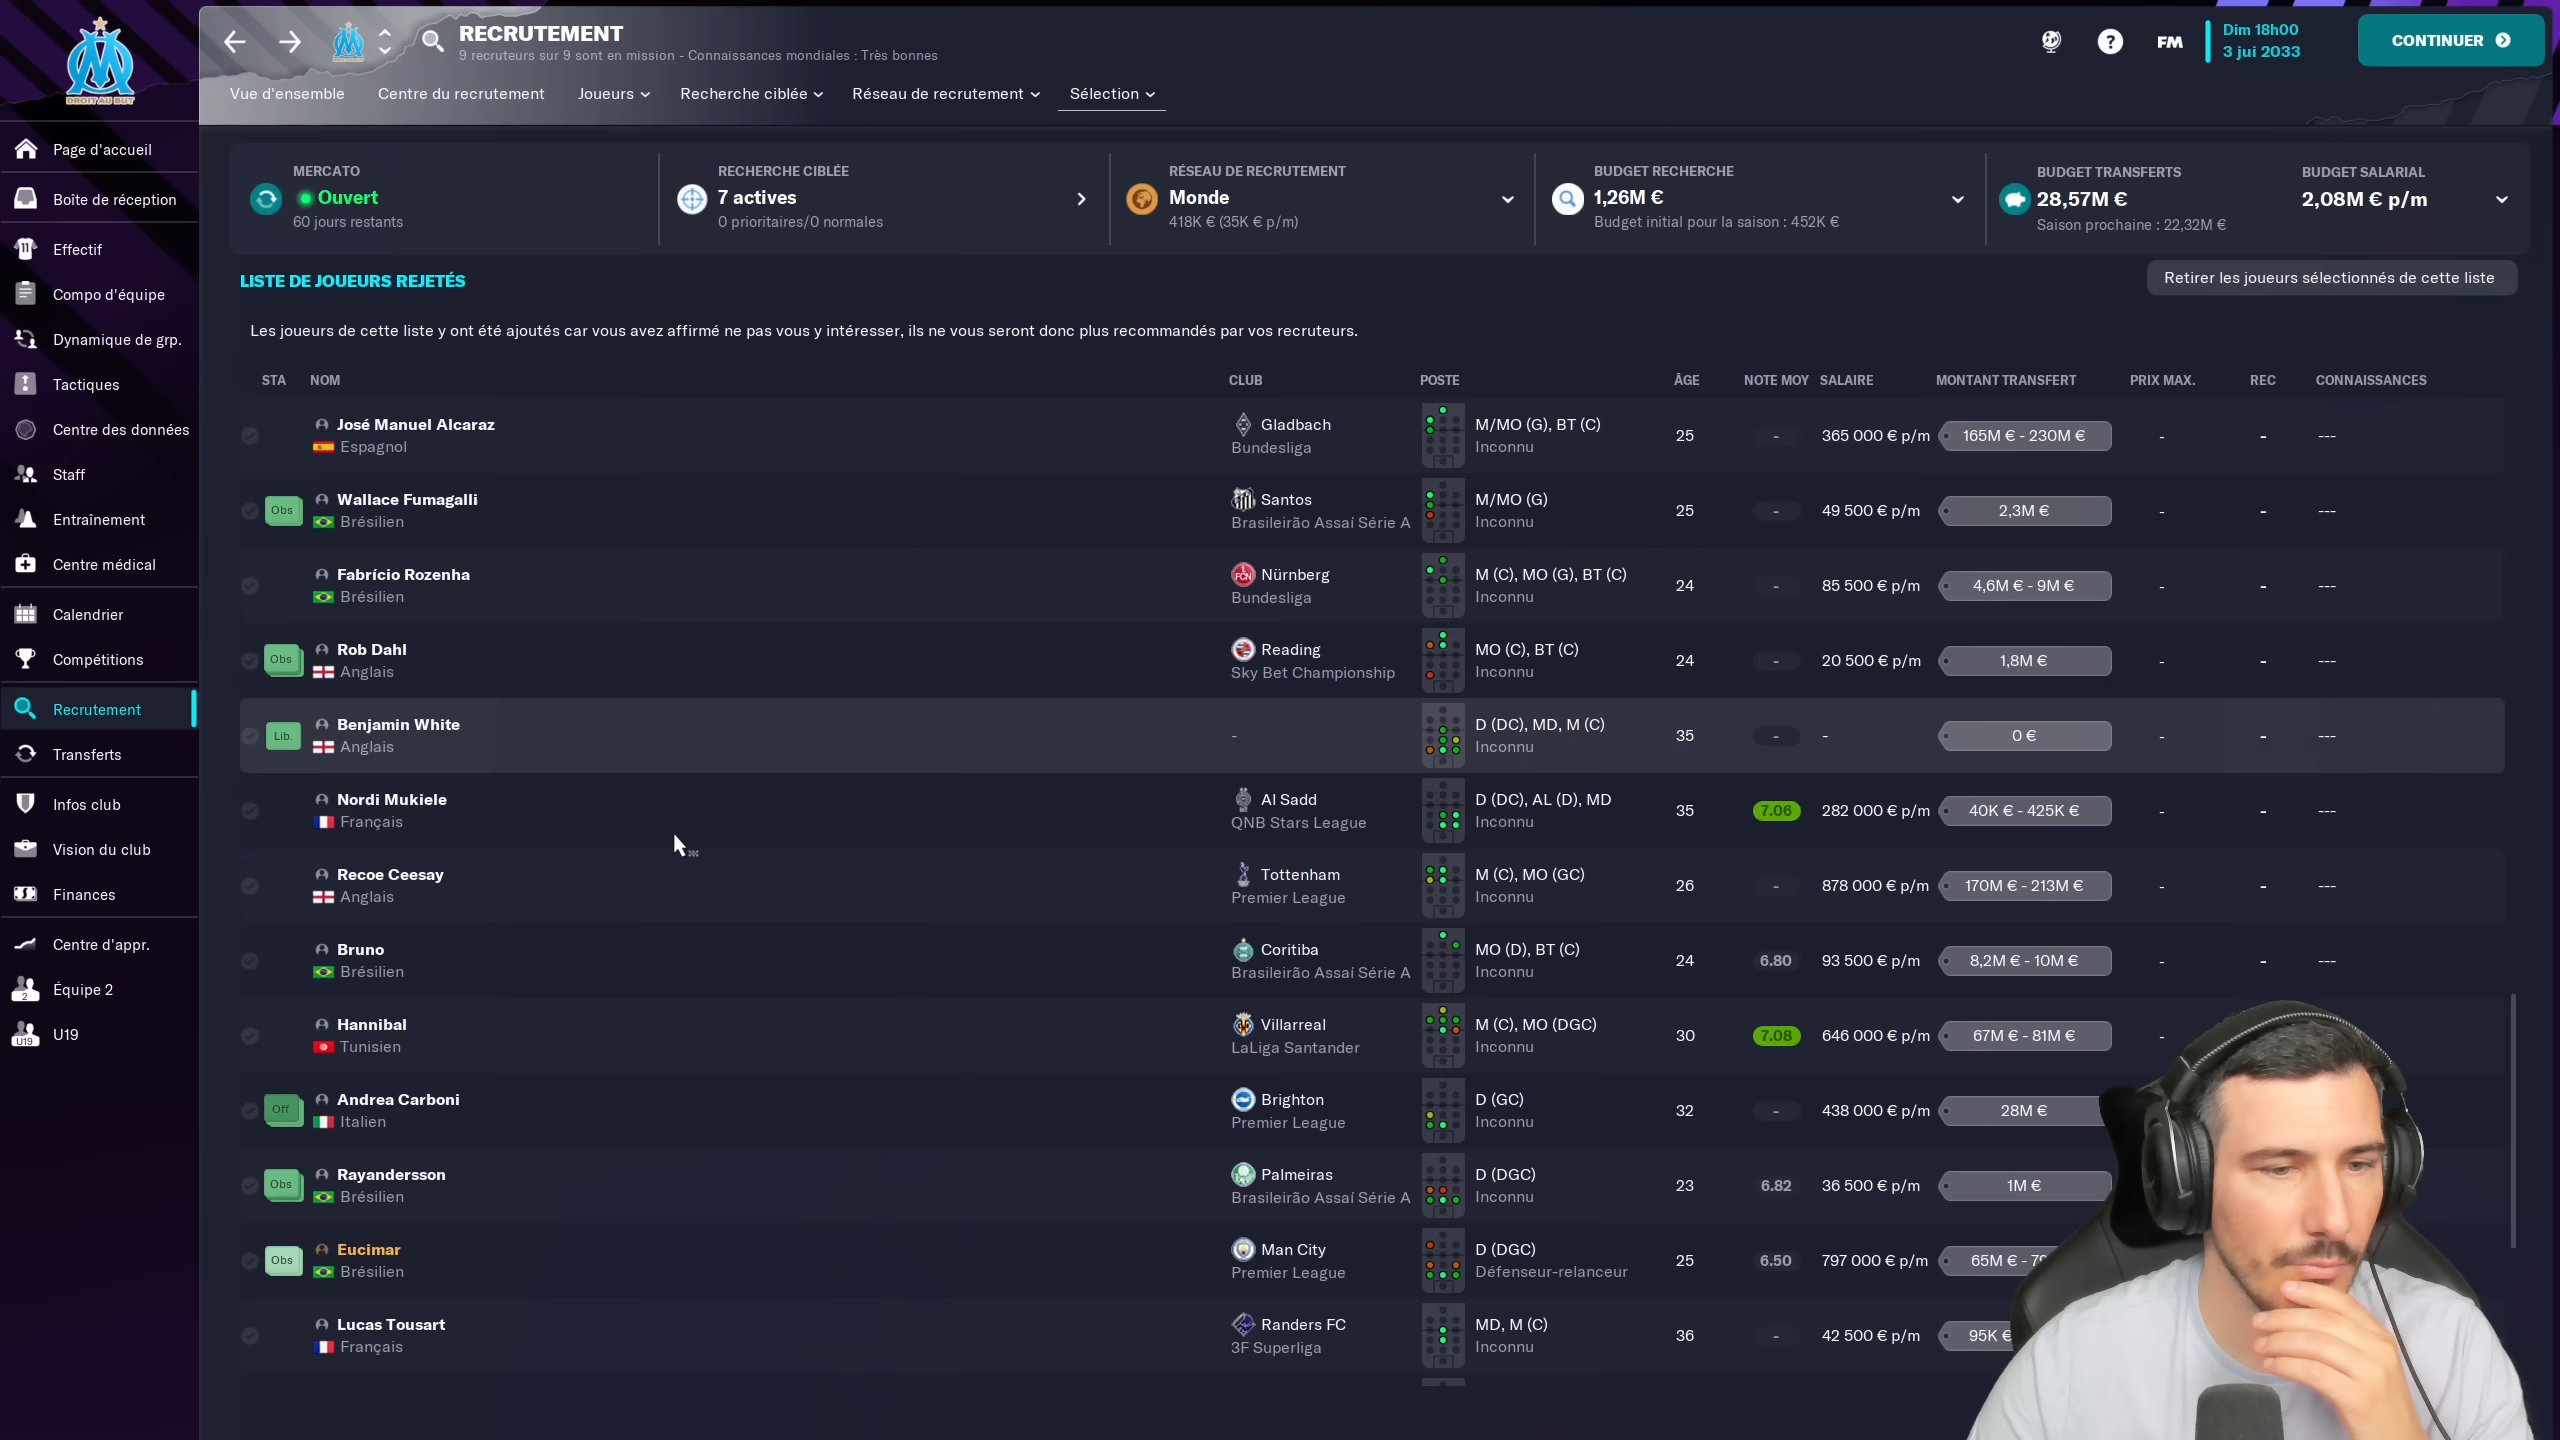 RECRUTEMENT
9 recruteurs sur 9 sont en mission - Connaissances mondiales : Très bonnes
FM
Dim 18h00
3 jui 2033
CONTINUER
DROIT AU BUT
Vue d'ensemble
Centre du recrutement
Joueurs
Recherche ciblée
Réseau de recrutement
Sélection
Page d'accueil
Boîte de réception
Effectif
Compo d'équipe
Dynamique de grp.
Tactiques
Centre des données
Staff
Entraînement
Centre médical
Calendrier
Compétitions
Recrutement
Transferts
Infos club
Vision du club
Finances
Centre d'appr.
2 Équipe 2
U19 U19
MERCATO
Ouvert
60 jours restants
RECHERCHE CIBLÉE
7 actives
0 prioritaires/0 normales
RÉSEAU DE RECRUTEMENT
Monde
418K € (35K € p/m)
BUDGET RECHERCHE
1,26M €
Budget initial pour la saison : 452K €
BUDGET TRANSFERTS
28,57M €
Saison prochaine : 22,32M €
BUDGET SALARIAL
2,08M € p/m
LISTE DE JOUEURS REJETÉS
Retirer les joueurs sélectionnés de cette liste
Les joueurs de cette liste y ont été ajoutés car vous avez affirmé ne pas vous y intéresser, ils ne vous seront donc plus recommandés par vos recruteurs.
STA NOM CLUB POSTE ÂGE NOTE MOY SALAIRE MONTANT TRANSFERT PRIX MAX. REC CONNAISSANCES
José Manuel Alcaraz Gladbach M/MO (G), BT (C)
25 - 365 000 € p/m 165M € - 230M € - - ---
Espagnol Bundesliga Inconnu
Wallace Fumagalli Santos M/MO (G)
Obs 25 - 49 500 € p/m 2,3M € - - ---
Brésilien Brasileirão Assaí Série A Inconnu
Fabrício Rozenha Nürnberg M (C), MO (G), BT (C)
24 - 85 500 € p/m 4,6M € - 9M € - - ---
Brésilien Bundesliga Inconnu
Rob Dahl Reading MO (C), BT (C)
Obs 24 - 20 500 € p/m 1,8M € - - ---
Anglais Sky Bet Championship Inconnu
Benjamin White D (DC), MD, M (C)
Lib. - 35 - - 0 € - - ---
Anglais Inconnu
Nordi Mukiele Al Sadd D (DC), AL (D), MD
35 7.06 282 000 € p/m 40K € - 425K € - - ---
Français QNB Stars League Inconnu
Recoe Ceesay Tottenham M (C), MO (GC)
26 - 878 000 € p/m 170M € - 213M € - - ---
Anglais Premier League Inconnu
Bruno Coritiba MO (D), BT (C)
24 6.80 93 500 € p/m 8,2M € - 10M € - - ---
Brésilien Brasileirão Assaí Série A Inconnu
Hannibal Villarreal M (C), MO (DGC)
30 7.08 646 000 € p/m 67M € - 81M € -
Tunisien LaLiga Santander Inconnu
Andrea Carboni Brighton D (GC)
Off 32 - 438 000 € p/m 28M €
Italien Premier League Inconnu
Rayandersson Palmeiras D (DGC)
Obs 23 6.82 36 500 € p/m 1M €
Brésilien Brasileirão Assaí Série A Inconnu
Eucimar Man City D (DGC)
Obs 25 6.50 797 000 € p/m 65M € -
Brésilien Premier League Défenseur-relanceur
Lucas Tousart Randers FC MD, M (C)
36 - 42 500 € p/m 95K €
Français 3F Superliga Inconnu